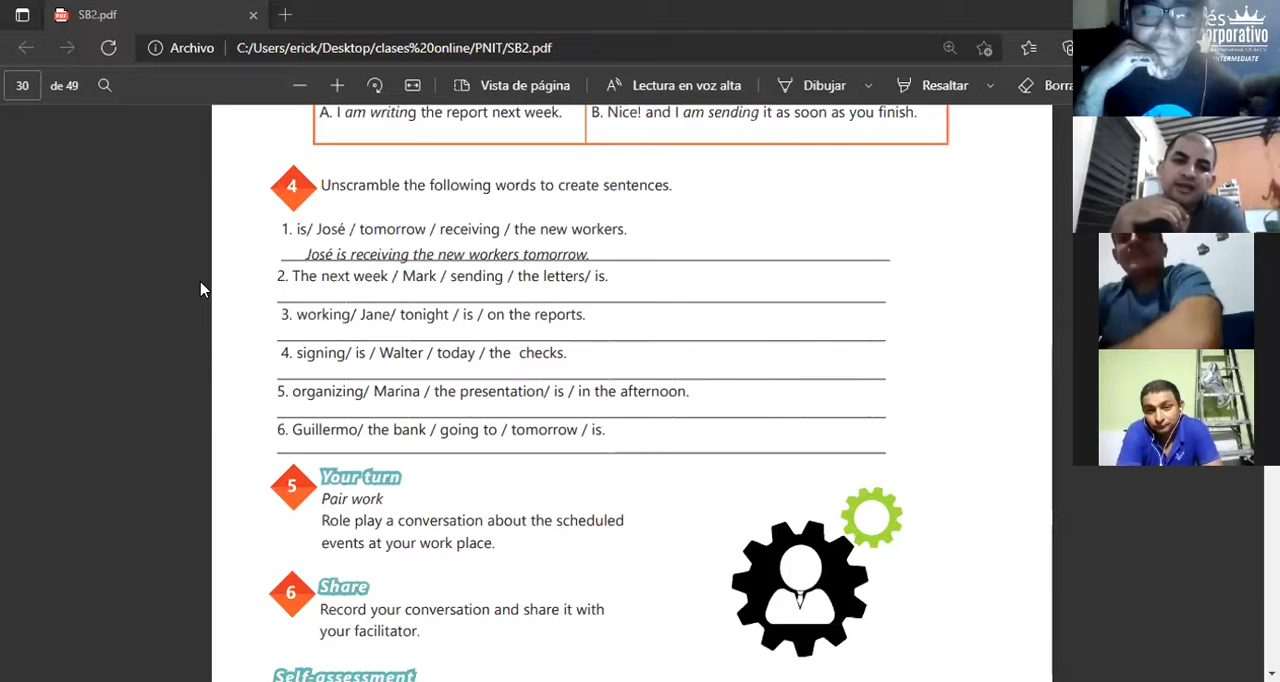 SB2.pdf
Archivo
C:/Users/erick/Desktop/clases%20online/PNIT/SB2.pdf
30 de 49
Vista de página
Lectura en voz alta
Dibujar
Resaltar
és
orporativo
INTERMEDIATE
A. I am writing the report next week.
B. Nice! and I am sending it as soon as you finish.
4 Unscramble the following words to create sentences.
1. is/ José / tomorrow / receiving / the new workers.
José is receiving the new workers tomorrow.
2. The next week / Mark / sending / the letters/ is.
3. working/ Jane/ tonight / is / on the reports.
4. signing/ is / Walter / today / the checks.
5. organizing/ Marina / the presentation/ is / in the afternoon.
6. Guillermo/ the bank / going to / tomorrow / is.
5 Your turn
Pair work
Role play a conversation about the scheduled
events at your work place.
6 Share
Record your conversation and share it with
your facilitator.
Self-assessment